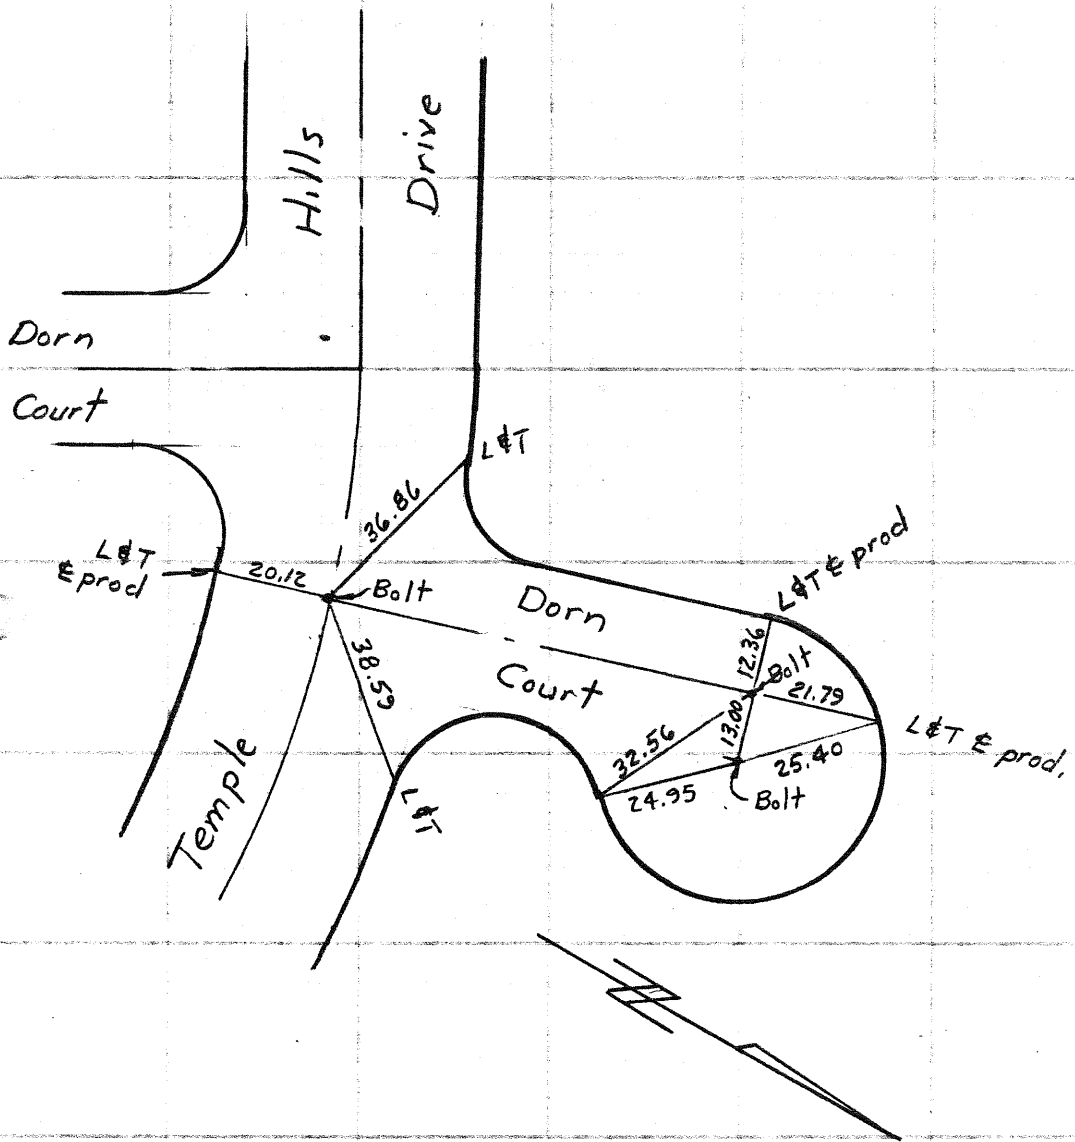 Hills
Drive
Dorn
Court
L&T
36.86
L&T
& prod
20.12
Bolt
Dorn
Court
L&T & prod
12.36
Bolt
21.79
L&T & prod.
38.59
13.00
32.56
25.40
24.95
Bolt
Temple
L&T
N